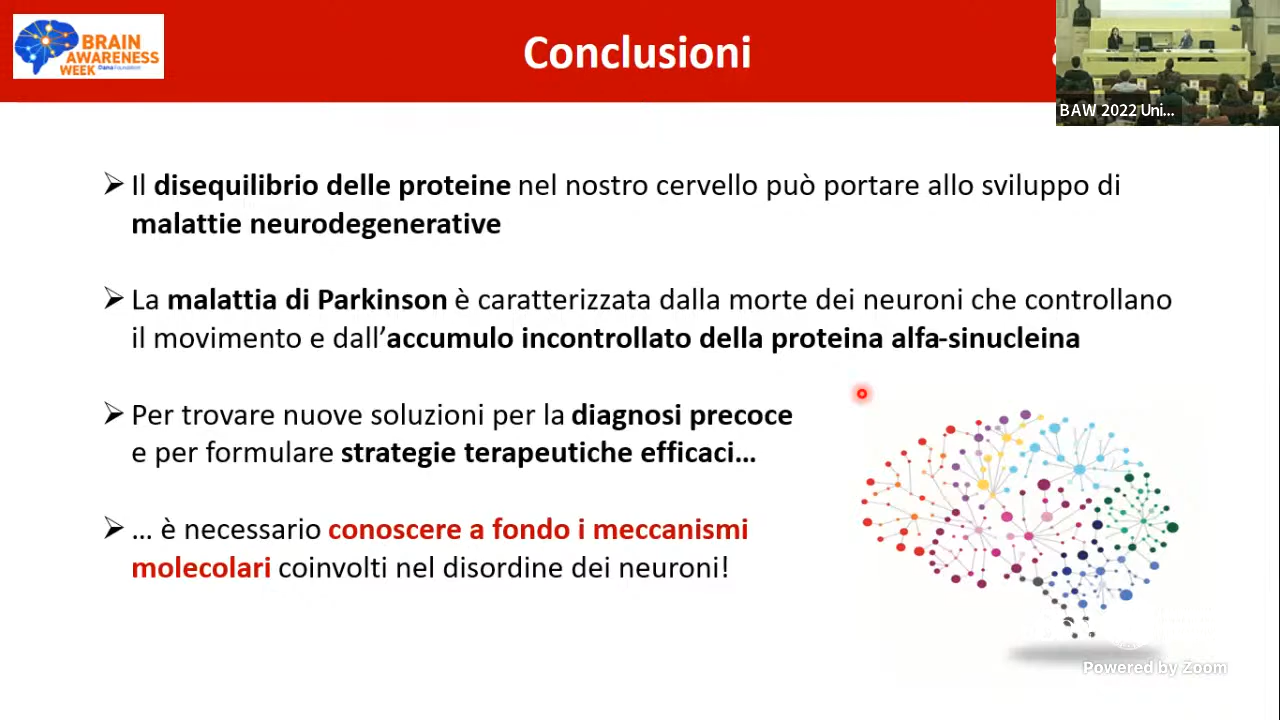 BRAIN
AWARENESS
WEEK Dana Foundation
Conclusioni
BAW 2022 Uni...
➢ Il disequilibrio delle proteine nel nostro cervello può portare allo sviluppo di
malattie neurodegenerative
➢ La malattia di Parkinson è caratterizzata dalla morte dei neuroni che controllano
il movimento e dall’accumulo incontrollato della proteina alfa-sinucleina
➢ Per trovare nuove soluzioni per la diagnosi precoce
e per formulare strategie terapeutiche efficaci…
➢ … è necessario conoscere a fondo i meccanismi
molecolari coinvolti nel disordine dei neuroni!
Powered by Zoom